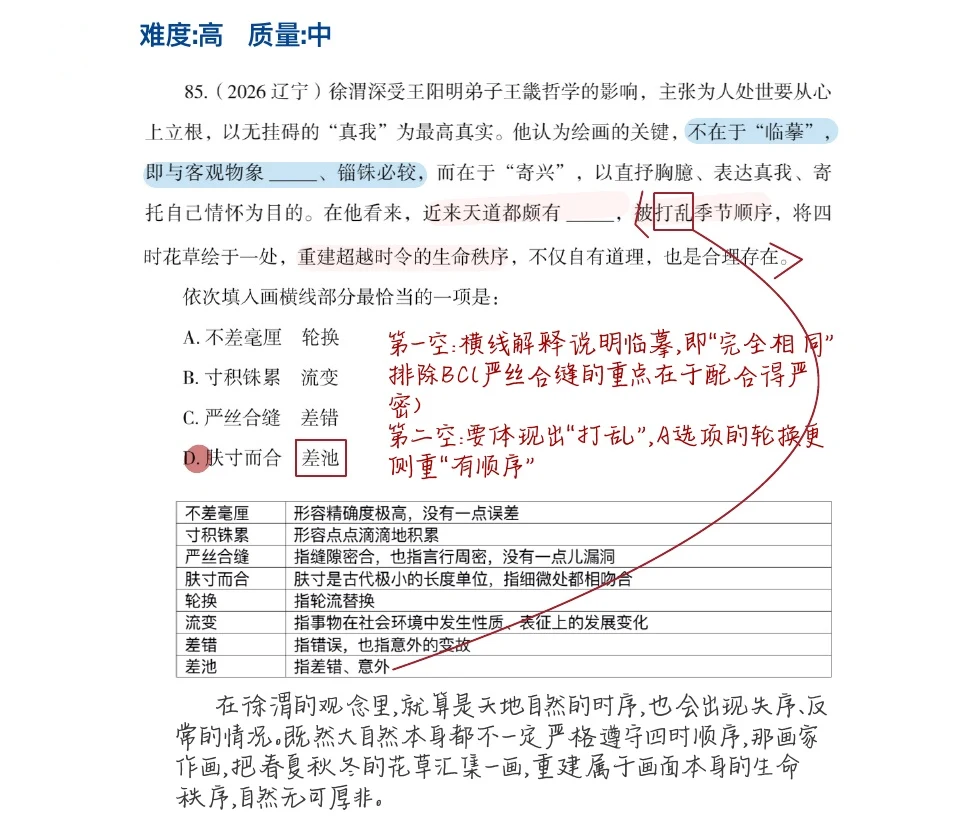 难度:高 质量:中
85.（2026 辽宁）徐渭深受王阳明弟子王畿哲学的影响，主张为人处世要从心
上立根，以无挂碍的“真我”为最高真实。他认为绘画的关键，不在于“临摹”，
即与客观物象 _____、锱铢必较，而在于“寄兴”，以直抒胸臆、表达真我、寄
托自己情怀为目的。在他看来，近来天道都颇有 _____，被打乱季节顺序，将四
时花草绘于一处，重建超越时令的生命秩序，不仅自有道理，也是合理存在。
依次填入画横线部分最恰当的一项是：
A. 不差毫厘 轮换
B. 寸积铢累 流变
C. 严丝合缝 差错
D. 肤寸而合 差池
第一空:横线解释说明临摹,即“完全相同”
排除BC(严丝合缝的重点在于配合得严
密)
第二空:要体现出“打乱”,A选项的轮换更
侧重“有顺序”
不差毫厘 形容精确度极高，没有一点误差
寸积铢累 形容点点滴滴地积累
严丝合缝 指缝隙密合，也指言行周密，没有一点儿漏洞
肤寸而合 肤寸是古代极小的长度单位，指细微处都相吻合
轮换 指轮流替换
流变 指事物在社会环境中发生性质、表征上的发展变化
差错 指错误，也指意外的变故
差池 指差错、意外
在徐渭的观念里,就算是天地自然的时序,也会出现失序、反
常的情况。既然大自然本身都不一定严格遵守四时顺序,那画家
作画,把春夏秋冬的花草汇集一画,重建属于画面本身的生命
秩序,自然无可厚非。